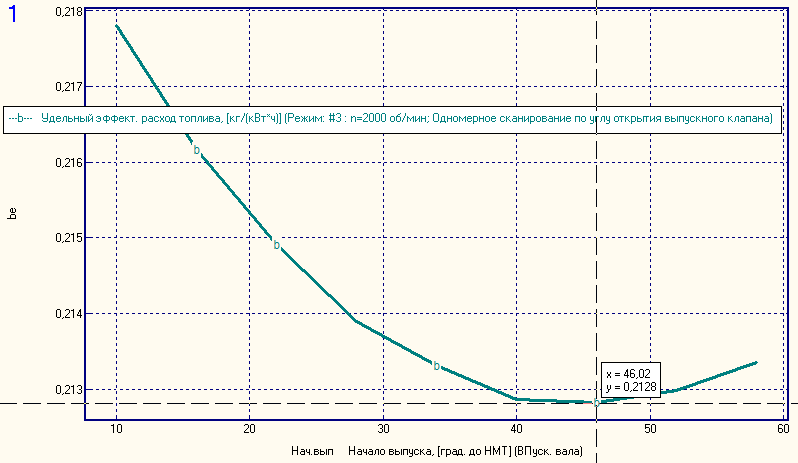 1
0,218
0,217
---b--- Удельный эффект. расход топлива, [кг/(кВт*ч)] (Режим: #3 : n=2000 об/мин; Одномерное сканирование по углу открытия выпускного клапана)
b
0,216
be
0,215
b
0,214
b
x = 46,02
y = 0,2128
0,213
b
10 20 30 40 50 60
Нач.вып Начало выпуска, [град. до НМТ] (ВПуск. вала)